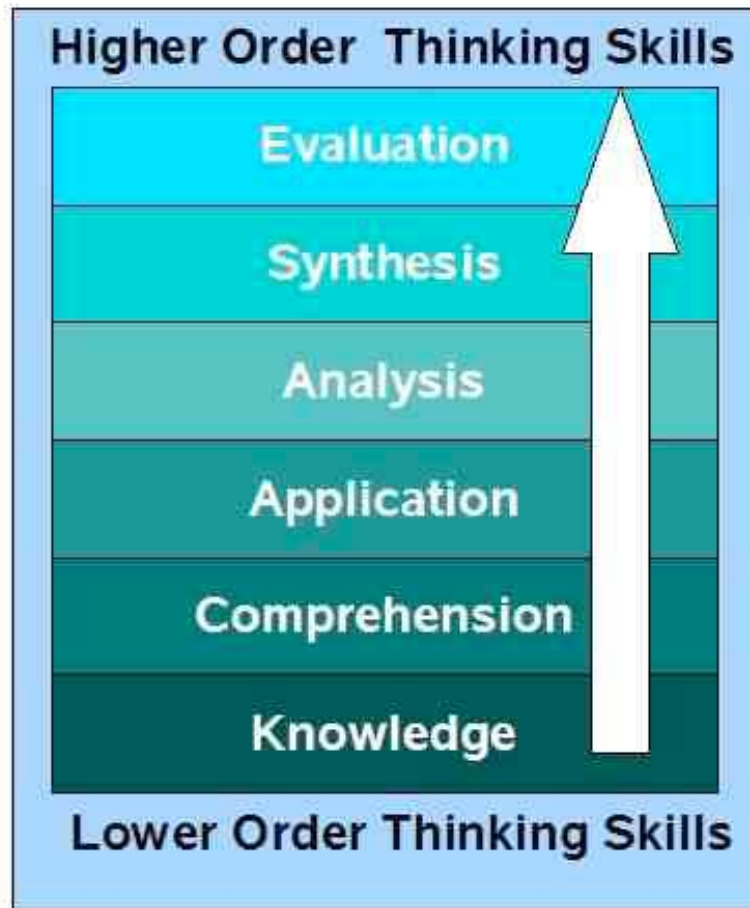 Higher Order Thinking Skills
Evaluation
Synthesis
Analysis
Application
Comprehension
Knowledge
Lower Order Thinking Skills